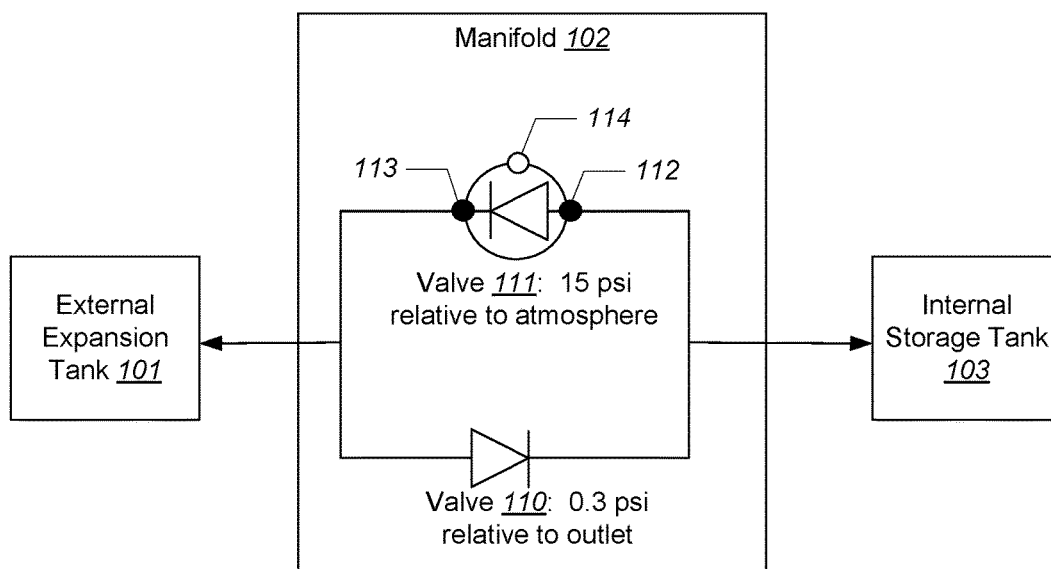 Manifold 102
114
113
112
Valve 111: 15 psi
relative to atmosphere
External
Expansion
Tank 101
Internal
Storage Tank
103
Valve 110: 0.3 psi
relative to outlet